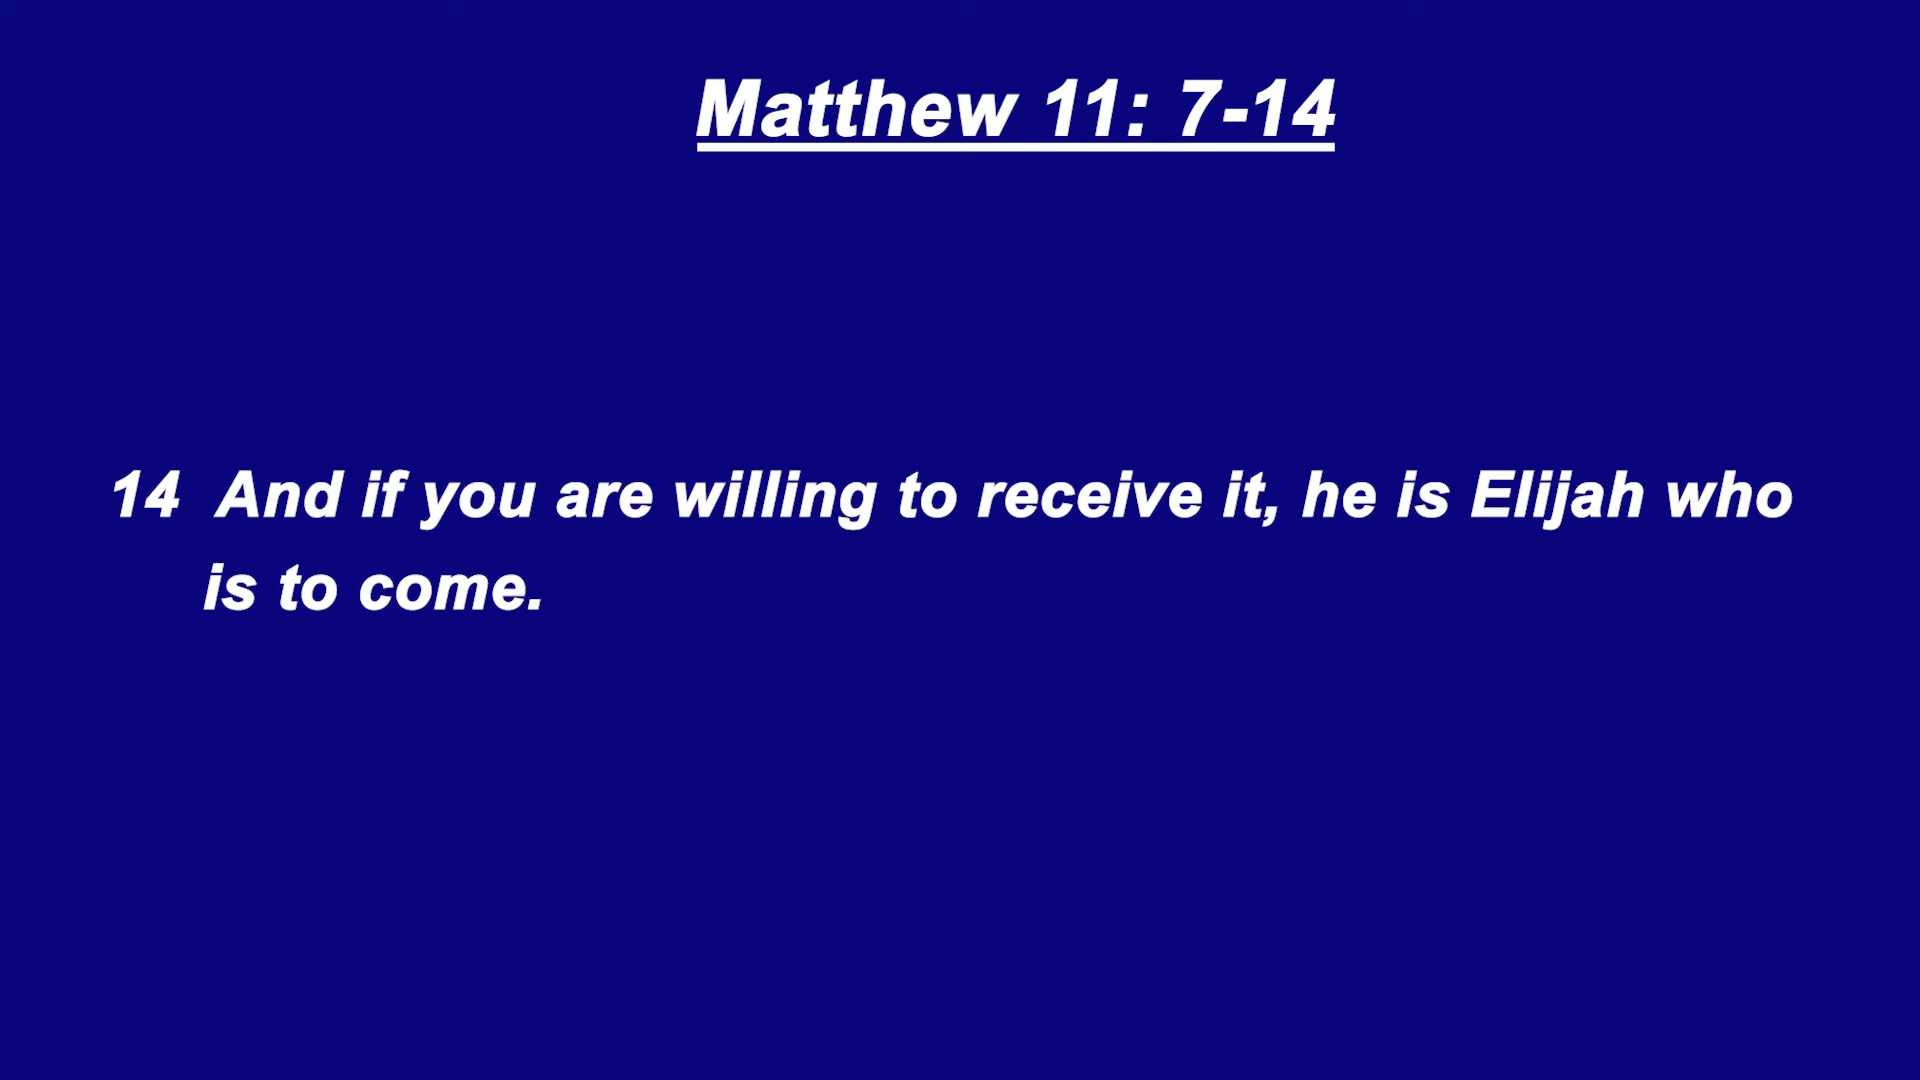 Matthew 11: 7-14
14 And if you are willing to receive it, he is Elijah who
is to come.